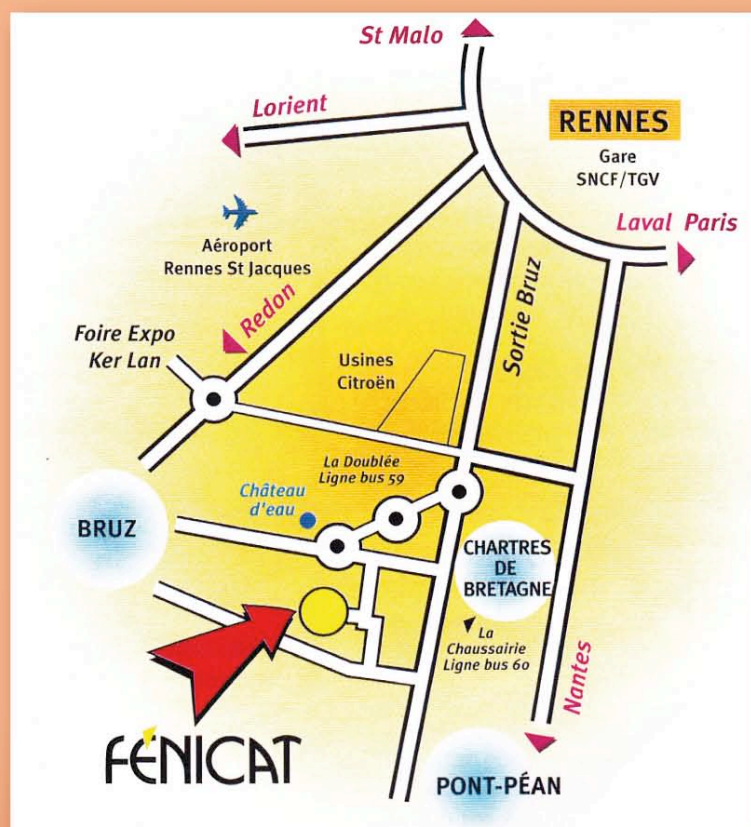 St Malo
Lorient
RENNES
Gare
SNCF/TGV
Laval Paris
Aéroport
Rennes St Jacques
Redon
Sortie Bruz
Foire Expo
Ker Lan
Usines
Citroën
La Doublée
Ligne bus 59
Château
d'eau
BRUZ
CHARTRES
DE
BRETAGNE
La
Chaussairie
Ligne bus 60
Nantes
FÉNICAT
PONT-PÉAN